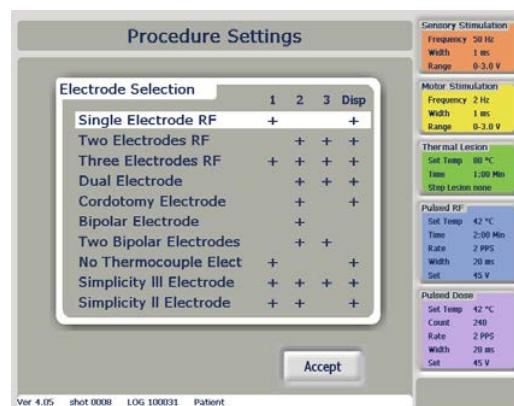 Procedure Settings
Electrode Selection
1 2 3 Disp
Single Electrode RF + +
Two Electrodes RF + + +
Three Electrodes RF + + + +
Dual Electrode + + +
Cordotomy Electrode + +
Bipolar Electrode +
Two Bipolar Electrodes + +
No Thermocouple Elect + +
Simplicity III Electrode + + + +
Simplicity II Electrode + + +
Accept
Ver 4.05 shot 0008 LOG 100031 Patient
Sensory Stimulation
Frequency 50 Hz
Width 1 ms
Range 0-3.0 V
Motor Stimulation
Frequency 2 Hz
Width 1 ms
Range 0-3.0 V
Thermal Lesion
Set Temp 80 °C
Time 1:00 Min
Step Lesion none
Pulsed RF
Set Temp 42 °C
Time 2:00 Min
Rate 2 PPS
Width 20 ms
Set 45 V
Pulsed Dose
Set Temp 42 °C
Count 240
Rate 2 PPS
Width 20 ms
Set 45 V